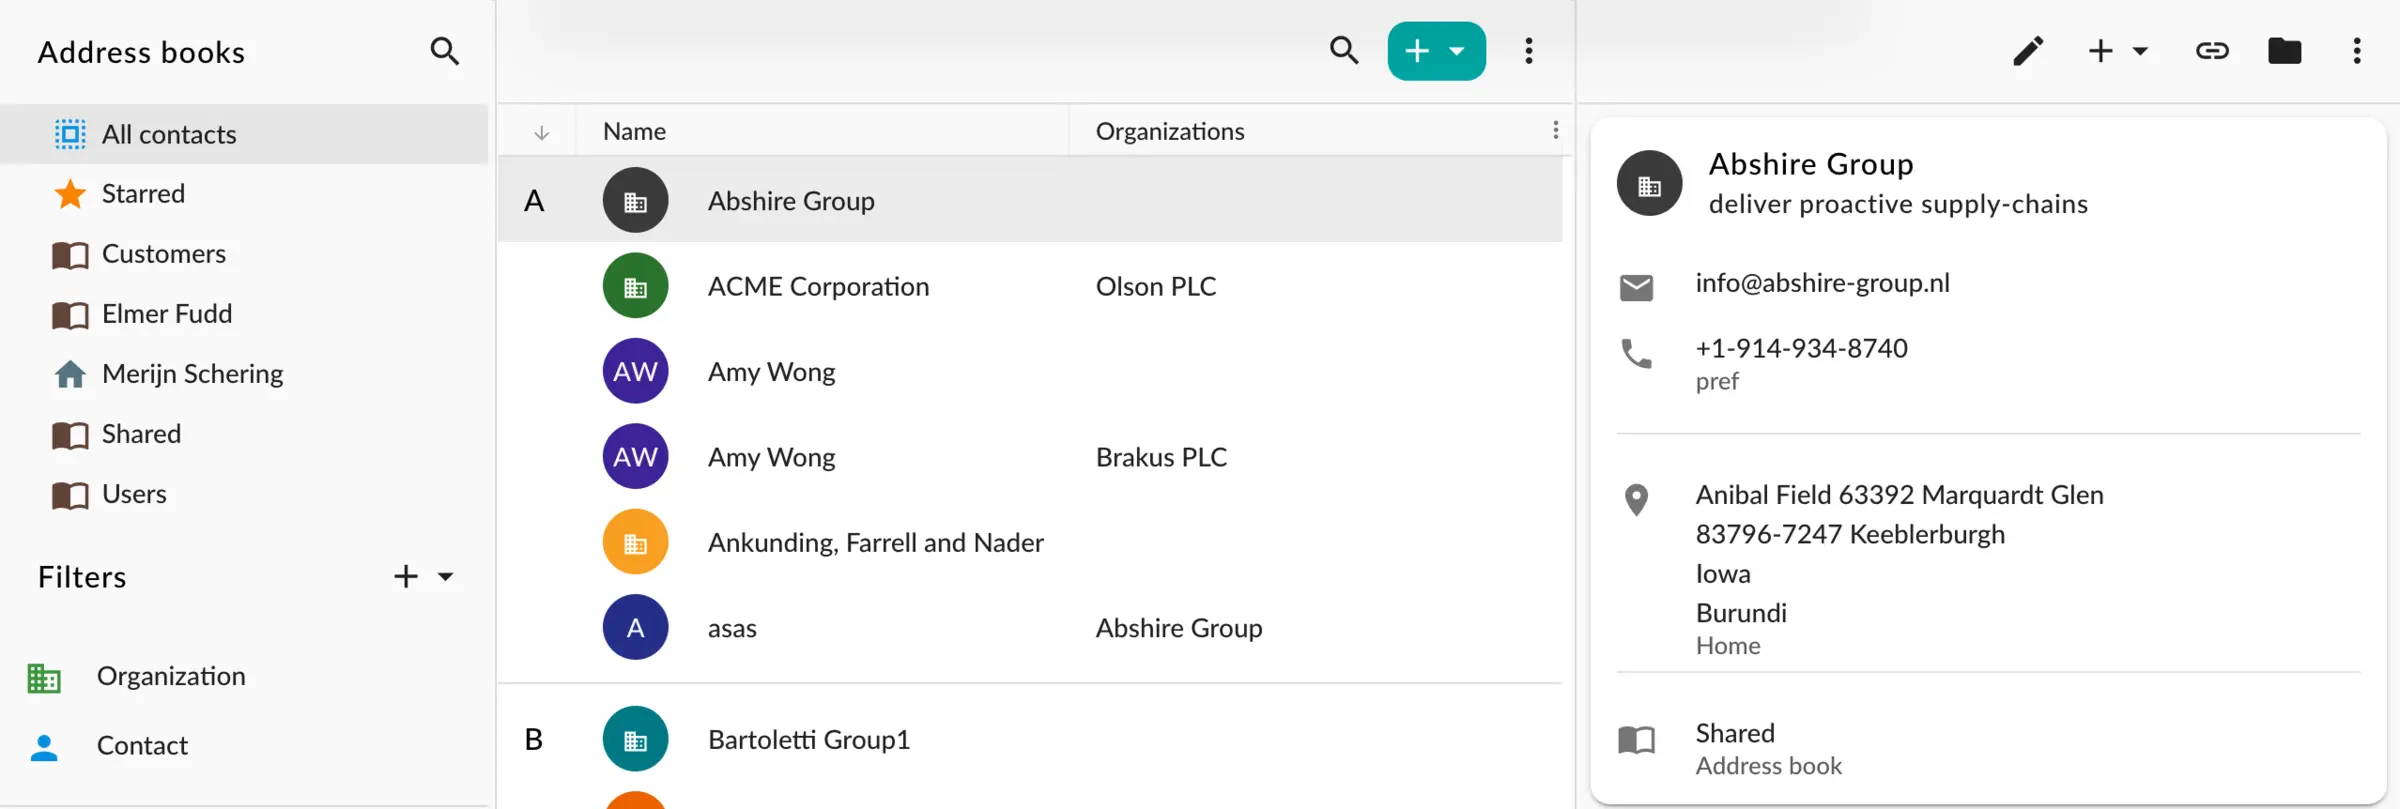 Address books
All contacts
Starred
Customers
Elmer Fudd
Merijn Schering
Shared
Users
Filters
Organization
Contact
Name
Organizations
A
Abshire Group
ACME Corporation
Olson PLC
AW
Amy Wong
AW
Amy Wong
Brakus PLC
Ankunding, Farrell and Nader
A
asas
Abshire Group
B
Bartoletti Group1
Abshire Group
deliver proactive supply-chains
info@abshire-group.nl
+1-914-934-8740
pref
Anibal Field 63392 Marquardt Glen
83796-7247 Keeblerburgh
Iowa
Burundi
Home
Shared
Address book